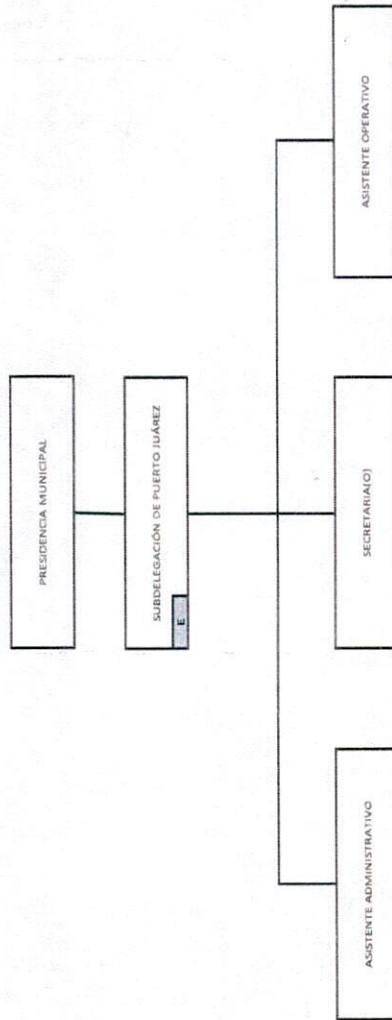 PRESIDENCIA MUNICIPAL
SUBDELEGACIÓN DE PUERTO JUÁREZ
E
ASISTENTE ADMINISTRATIVO
SECRETARIA(O)
ASISTENTE OPERATIVO